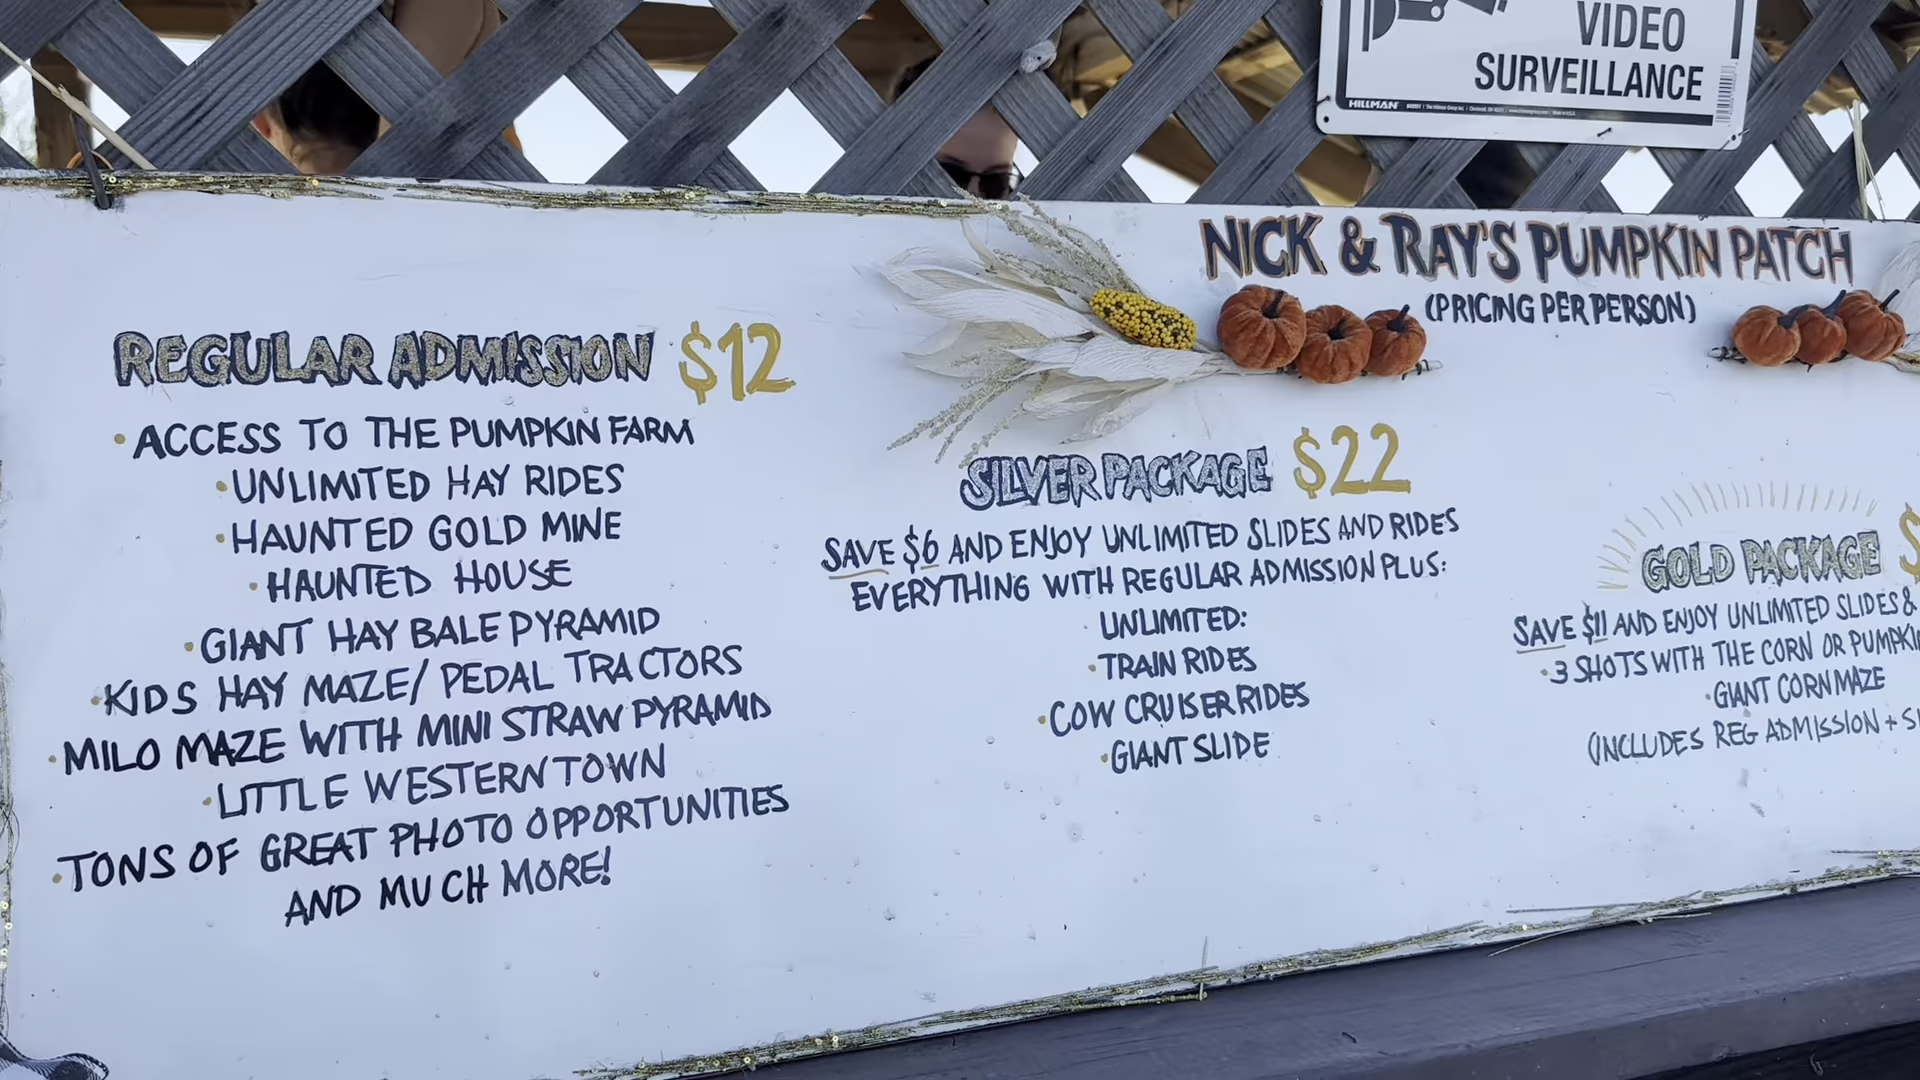 VIDEO
SURVEILLANCE
HILLMAN
NICK & RAY'S PUMPKIN PATCH
(PRICING PER PERSON)
REGULAR ADMISSION $12
• ACCESS TO THE PUMPKIN FARM
• UNLIMITED HAY RIDES
• HAUNTED GOLD MINE
• HAUNTED HOUSE
• GIANT HAY BALE PYRAMID
• KIDS HAY MAZE/ PEDAL TRACTORS
• MILO MAZE WITH MINI STRAW PYRAMID
• LITTLE WESTERN TOWN
• TONS OF GREAT PHOTO OPPORTUNITIES
AND MUCH MORE!
SILVER PACKAGE $22
SAVE $6 AND ENJOY UNLIMITED SLIDES AND RIDES
EVERYTHING WITH REGULAR ADMISSION PLUS:
UNLIMITED:
• TRAIN RIDES
• COW CRUISER RIDES
• GIANT SLIDE
GOLD PACKAGE $
SAVE $11 AND ENJOY UNLIMITED SLIDES &
• 3 SHOTS WITH THE CORN OR PUMPKIN
• GIANT CORN MAZE
(INCLUDES REG ADMISSION +